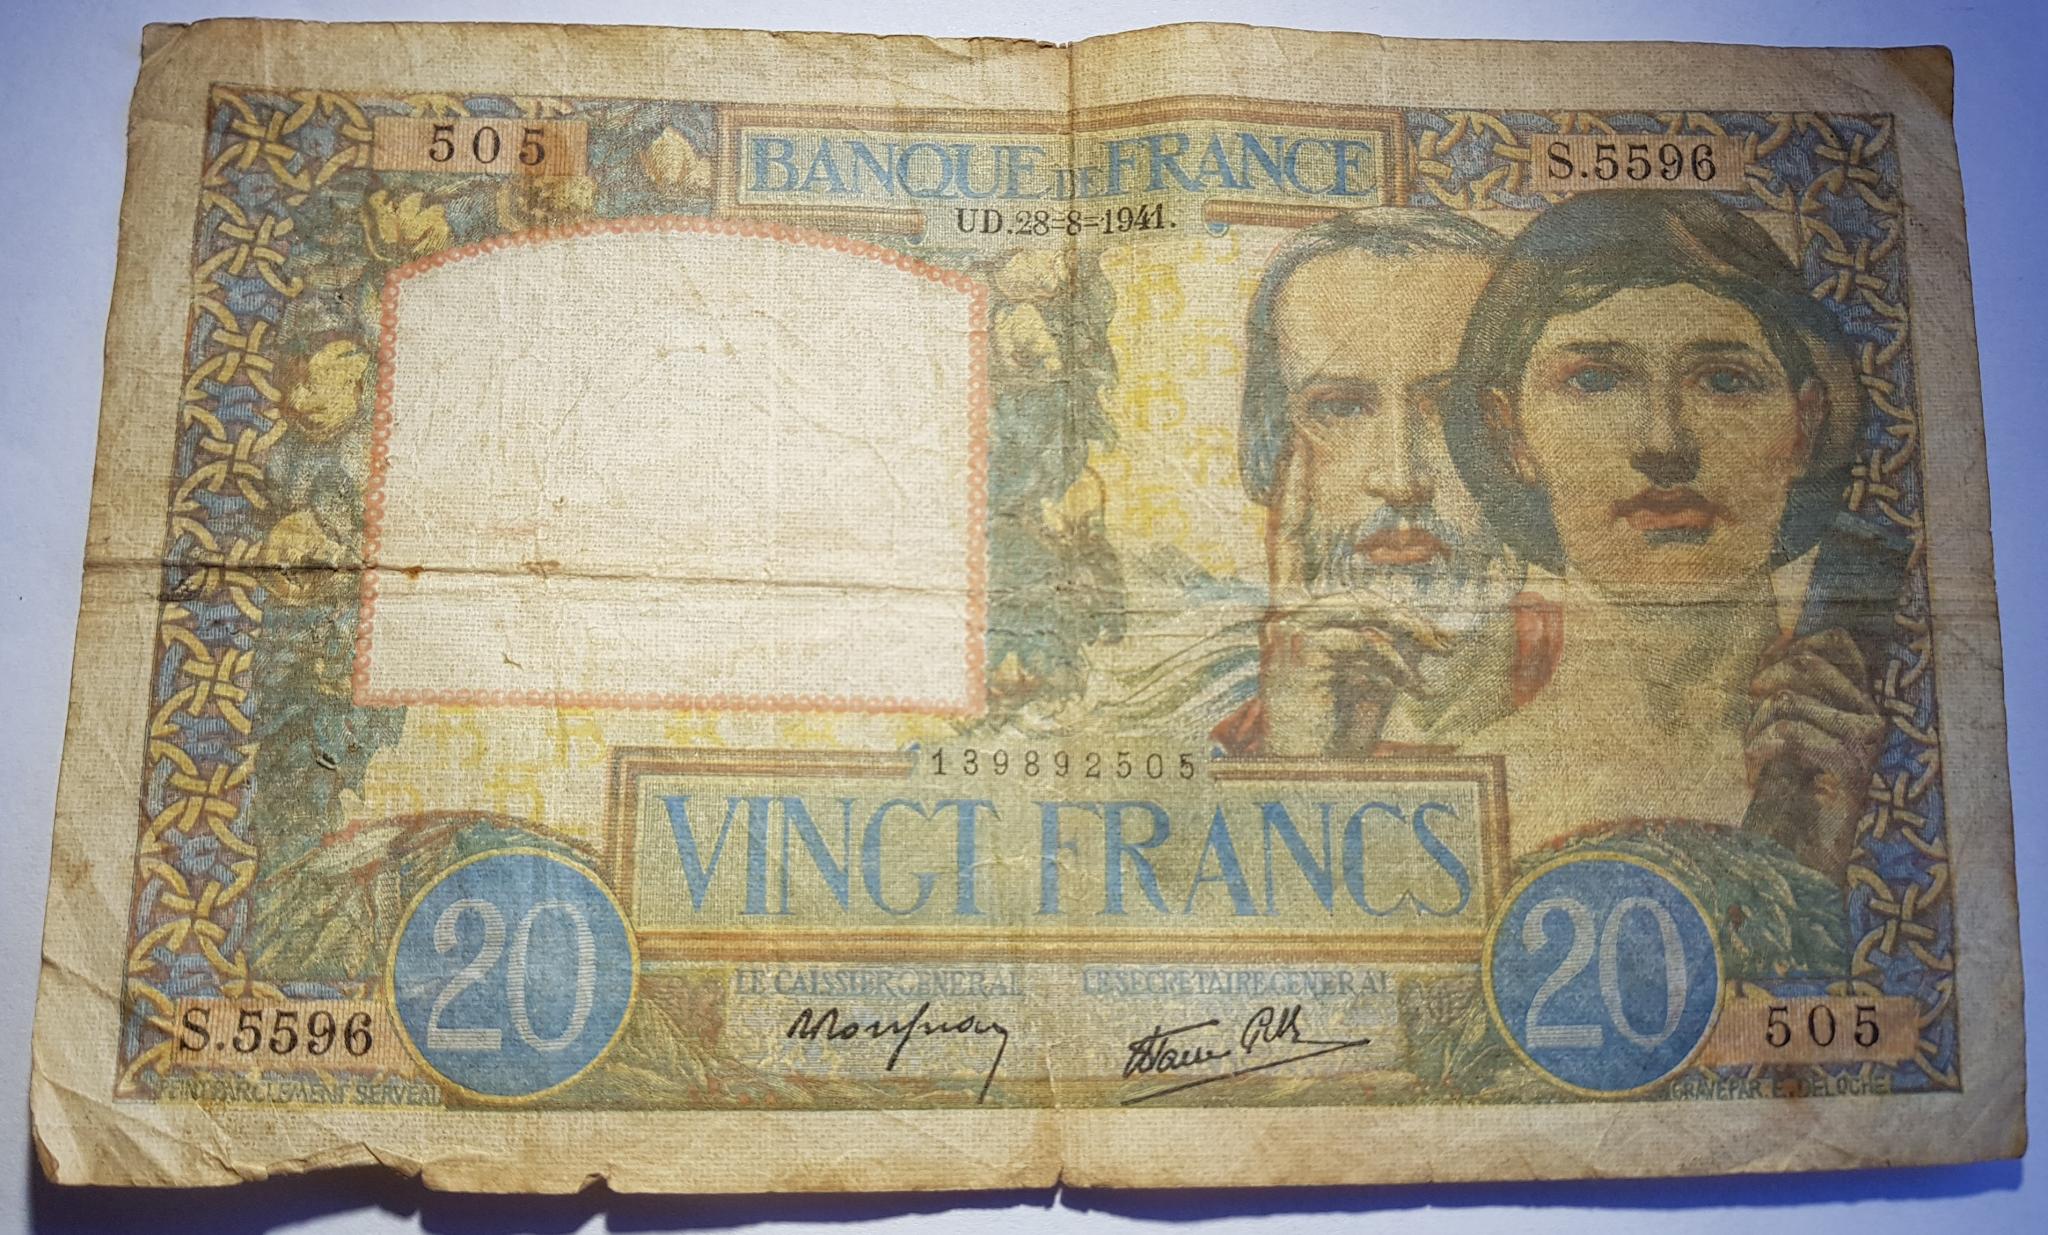 505
BANQUE DE FRANCE
S.5596
UD.28=8=1941.
139892505
VINGT FRANCS
20
20
LE CAISSIER GENERAL
LE SECRETAIRE GENERAL
S.5596
505
PEINT PAR CLEMENT SERVEAU
GRAVE PAR E. DELOCHE